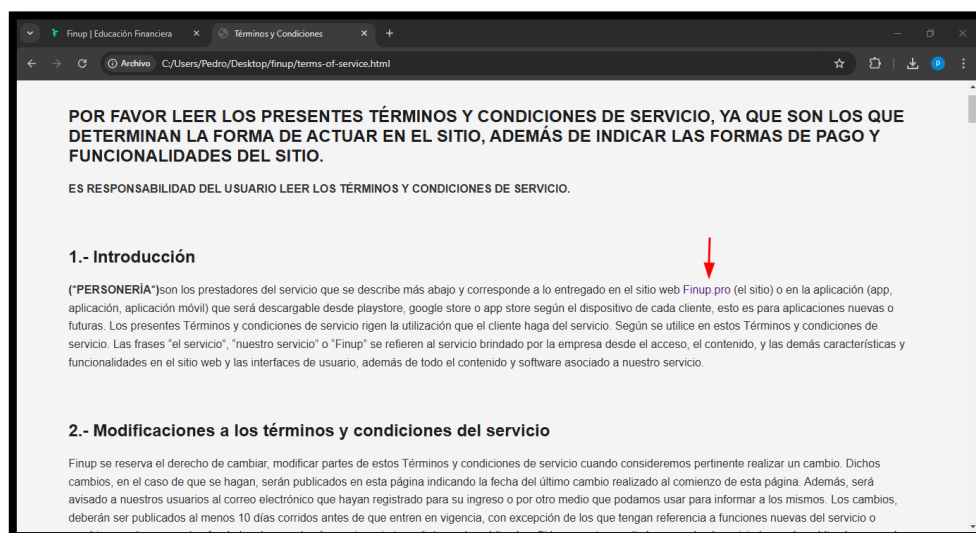 Finup | Educación Financiera
Términos y Condiciones
Archivo
C:/Users/Pedro/Desktop/finup/terms-of-service.html
P
POR FAVOR LEER LOS PRESENTES TÉRMINOS Y CONDICIONES DE SERVICIO, YA QUE SON LOS QUE
DETERMINAN LA FORMA DE ACTUAR EN EL SITIO, ADEMÁS DE INDICAR LAS FORMAS DE PAGO Y
FUNCIONALIDADES DEL SITIO.
ES RESPONSABILIDAD DEL USUARIO LEER LOS TÉRMINOS Y CONDICIONES DE SERVICIO.
1.- Introducción
("PERSONERÍA")son los prestadores del servicio que se describe más abajo y corresponde a lo entregado en el sitio web Finup.pro (el sitio) o en la aplicación (app,
aplicación, aplicación móvil) que será descargable desde playstore, google store o app store según el dispositivo de cada cliente, esto es para aplicaciones nuevas o
futuras. Los presentes Términos y condiciones de servicio rigen la utilización que el cliente haga del servicio. Según se utilice en estos Términos y condiciones de
servicio. Las frases "el servicio", "nuestro servicio" o "Finup" se refieren al servicio brindado por la empresa desde el acceso, el contenido, y las demás características y
funcionalidades en el sitio web y las interfaces de usuario, además de todo el contenido y software asociado a nuestro servicio.
2.- Modificaciones a los términos y condiciones del servicio
Finup se reserva el derecho de cambiar, modificar partes de estos Términos y condiciones de servicio cuando consideremos pertinente realizar un cambio. Dichos
cambios, en el caso de que se hagan, serán publicados en esta página indicando la fecha del último cambio realizado al comienzo de esta página. Además, será
avisado a nuestros usuarios al correo electrónico que hayan registrado para su ingreso o por otro medio que podamos usar para informar a los mismos. Los cambios,
deberán ser publicados al menos 10 días corridos antes de que entren en vigencia, con excepción de los que tengan referencia a funciones nuevas del servicio o